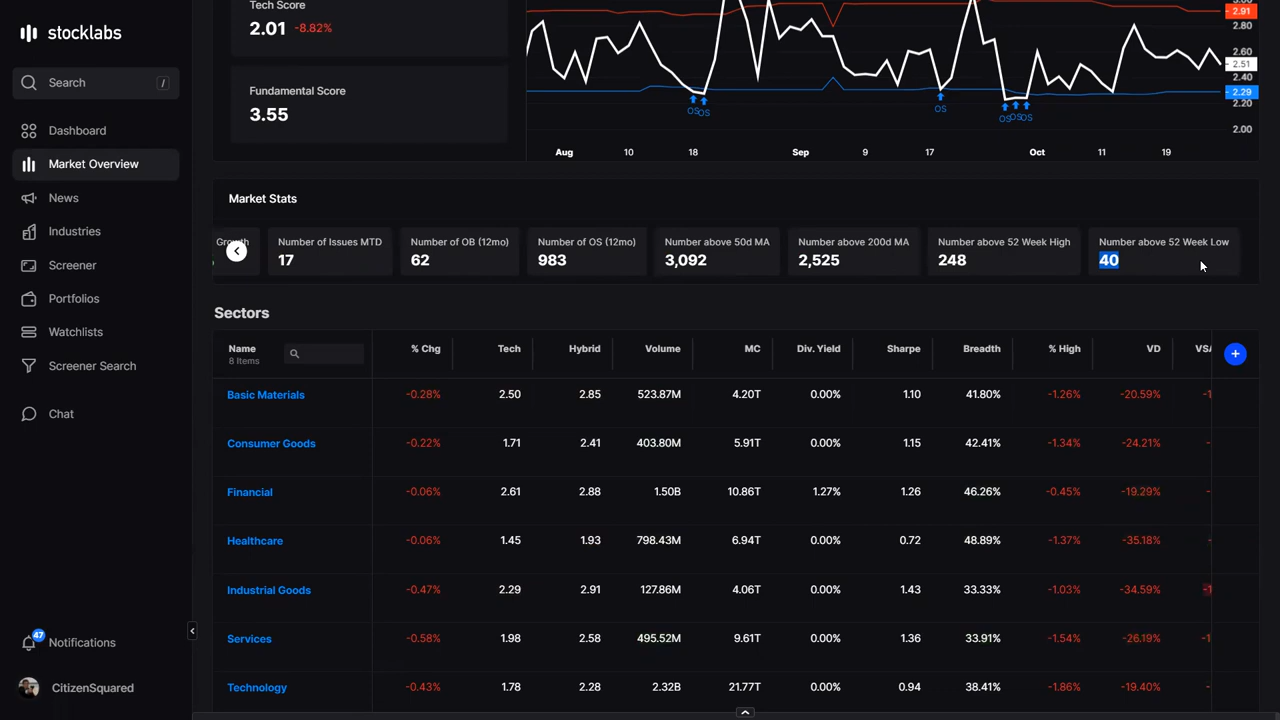 stocklabs
Search /
Dashboard
Market Overview
News
Industries
Screener
Portfolios
Watchlists
Screener Search
Chat
47
Notifications
CitizenSquared
Tech Score
2.01 -8.82%
Fundamental Score
3.55
2.91
2.80
2.60
2.51
2.40
2.29
2.20
2.00
OS OS OS OS OS OS
Aug 10 18 Sep 9 17 Oct 11 19
Market Stats
Number of Issues MTD
17
Number of OB (12mo)
62
Number of OS (12mo)
983
Number above 50d MA
3,092
Number above 200d MA
2,525
Number above 52 Week High
248
Number above 52 Week Low
40
Sectors
Name % Chg Tech Hybrid Volume MC Div. Yield Sharpe Breadth % High VD
8 Items
Basic Materials -0.28% 2.50 2.85 523.87M 4.20T 0.00% 1.10 41.80% -1.26% -20.59%
Consumer Goods -0.22% 1.71 2.41 403.80M 5.91T 0.00% 1.15 42.41% -1.34% -24.21%
Financial -0.06% 2.61 2.88 1.50B 10.86T 1.27% 1.26 46.26% -0.45% -19.29%
Healthcare -0.06% 1.45 1.93 798.43M 6.94T 0.00% 0.72 48.89% -1.37% -35.18%
Industrial Goods -0.47% 2.29 2.91 127.86M 4.06T 0.00% 1.43 33.33% -1.03% -34.59%
Services -0.58% 1.98 2.58 495.52M 9.61T 0.00% 1.36 33.91% -1.54% -26.19%
Technology -0.43% 1.78 2.28 2.32B 21.77T 0.00% 0.94 38.41% -1.86% -19.40%